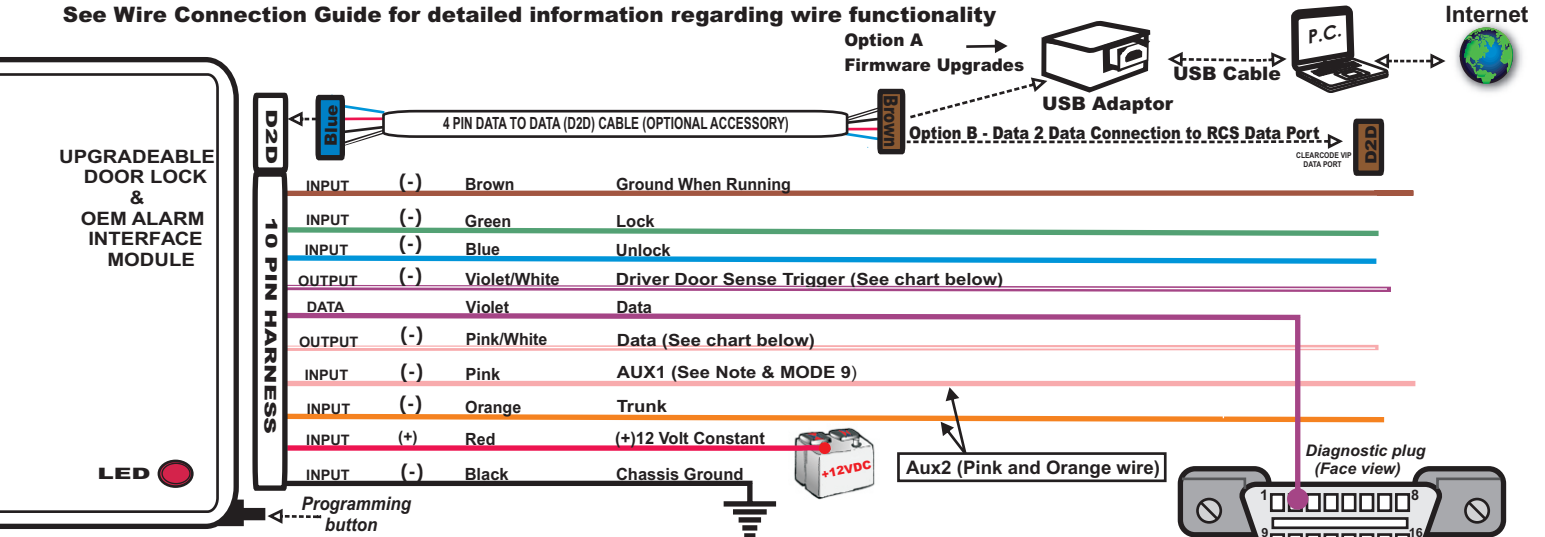 See Wire Connection Guide for detailed information regarding wire functionality
Internet
Option A
Firmware Upgrades
P.C.
USB Cable
USB Adaptor
D2D
Blue
4 PIN DATA TO DATA (D2D) CABLE (OPTIONAL ACCESSORY)
Brown
Option B - Data 2 Data Connection to RCS Data Port
CLEARCODE VIP
DATA PORT
D2D
UPGRADEABLE
DOOR LOCK
&
OEM ALARM
INTERFACE
MODULE
LED
10 PIN HARNESS
INPUT (-) Brown Ground When Running
INPUT (-) Green Lock
INPUT (-) Blue Unlock
OUTPUT (-) Violet/White Driver Door Sense Trigger (See chart below)
DATA Violet Data
OUTPUT (-) Pink/White Data (See chart below)
INPUT (-) Pink AUX1 (See Note & MODE 9)
INPUT (-) Orange Trunk
INPUT (+) Red (+)12 Volt Constant
INPUT (-) Black Chassis Ground
+12VDC
Aux2 (Pink and Orange wire)
Programming
button
Diagnostic plug
(Face view)
1 8
9 16